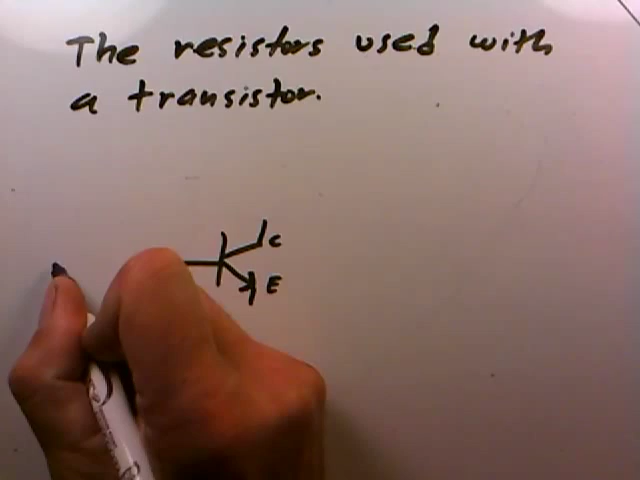 The resistors used with
a transistor.
C
E